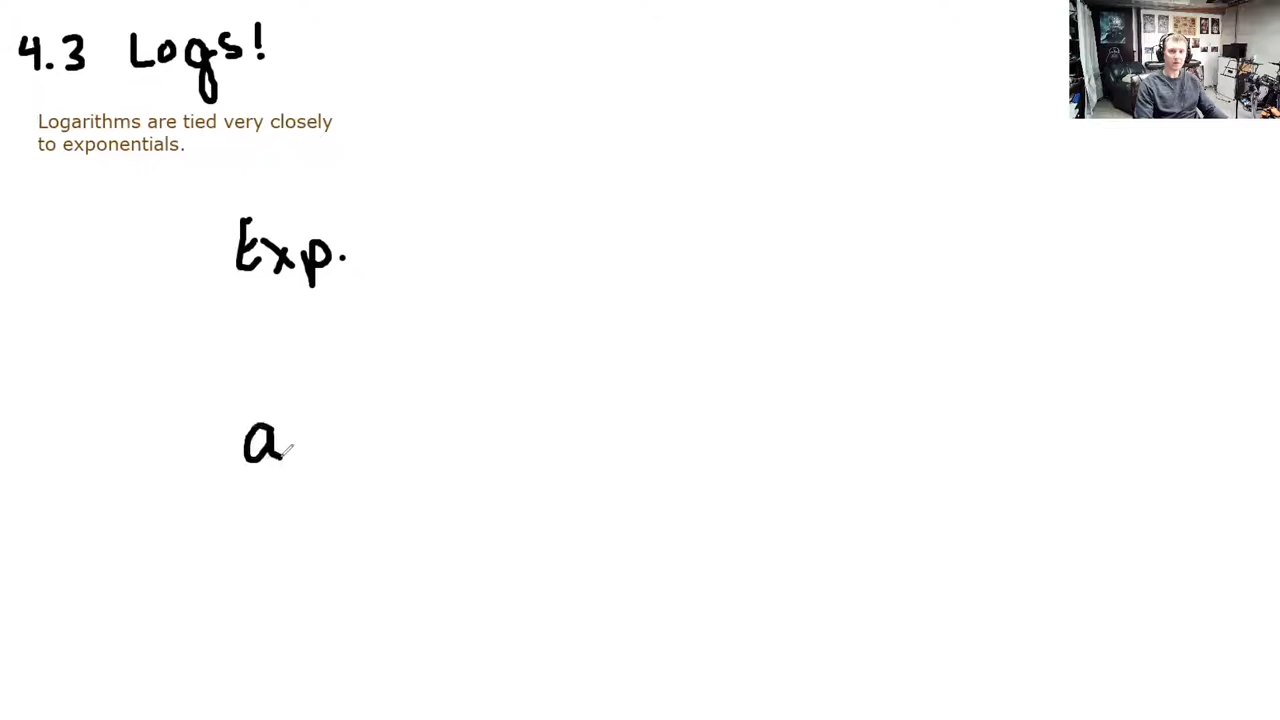 4.3 Logs!
Logarithms are tied very closely
to exponentials.
Exp.
a